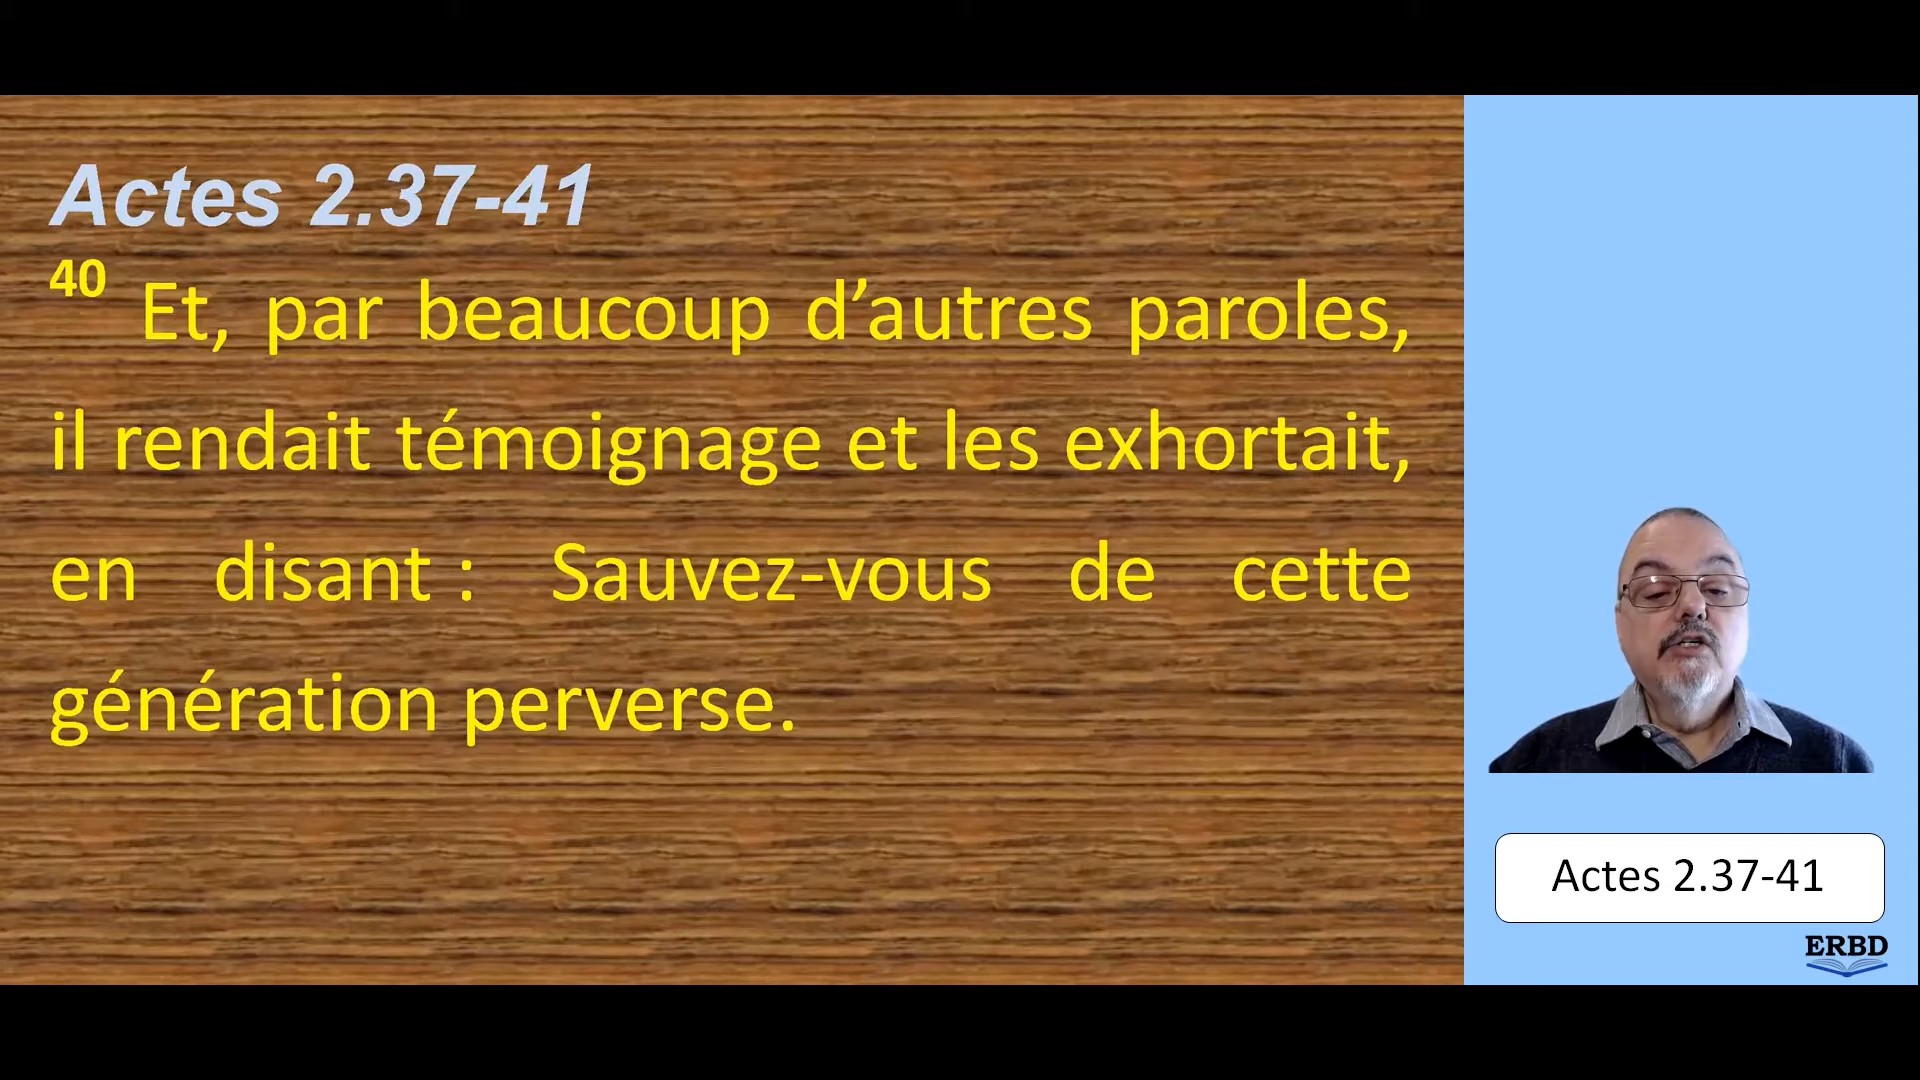 Actes 2.37-41
40 Et, par beaucoup d’autres paroles,
il rendait témoignage et les exhortait,
en disant : Sauvez-vous de cette
génération perverse.
Actes 2.37-41
ERBD